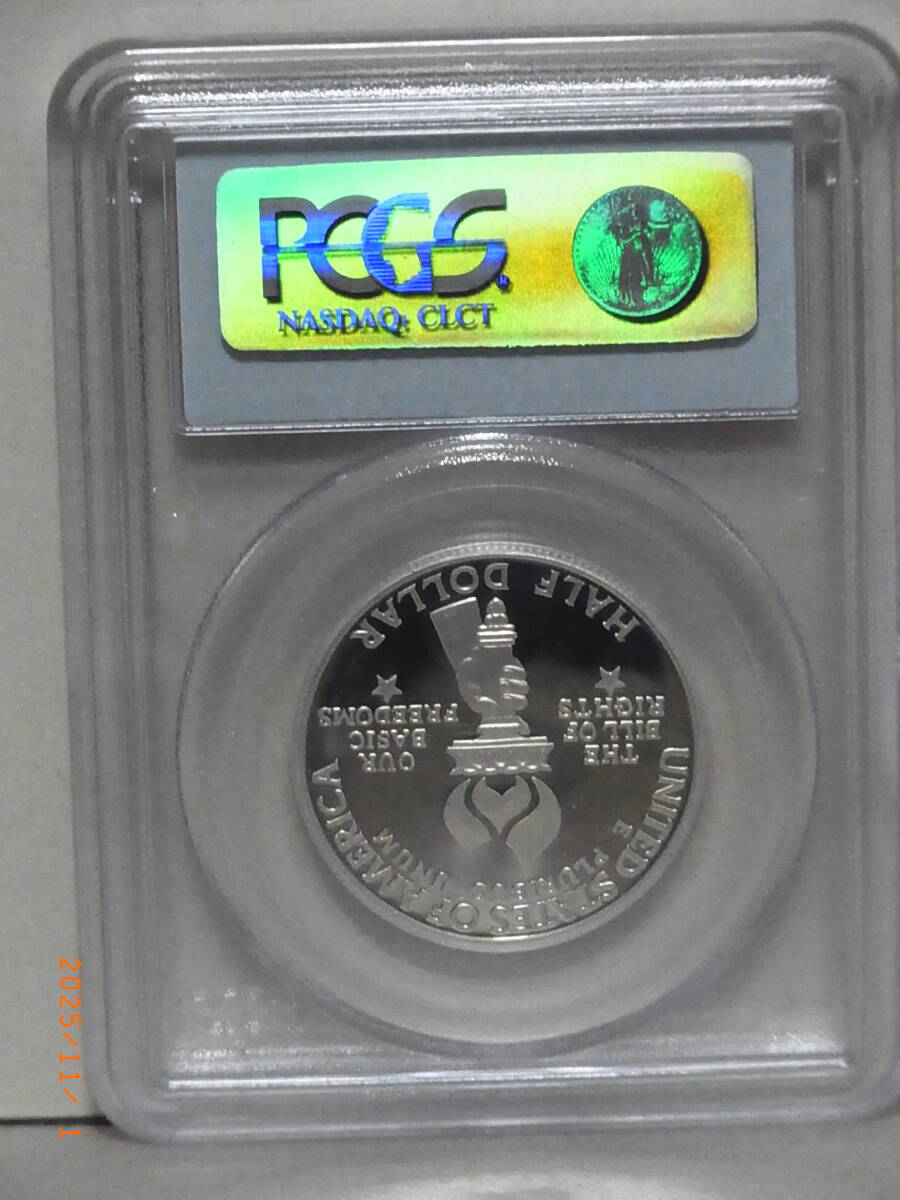 PCGS
NASDAQ: CLCT
UNITED STATES OF AMERICA
E PLURIBUS UNUM
THE
BILL OF
RIGHTS
OUR
BASIC
FREEDOMS
HALF DOLLAR
2025/11/ 1